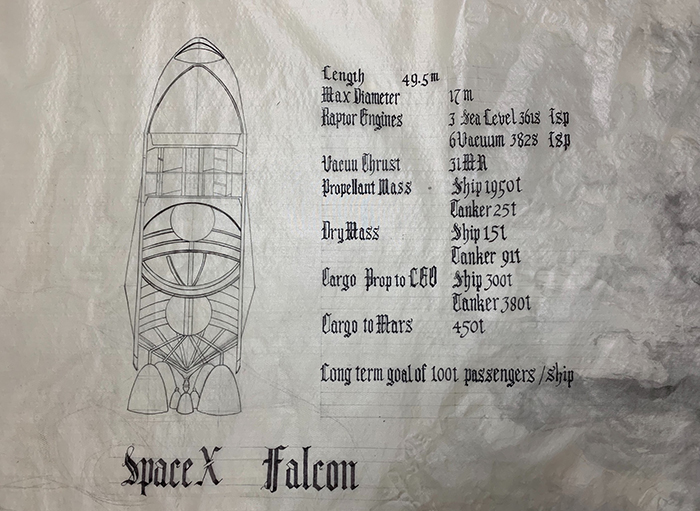 Length 49.5m
Max Diameter 17m
Raptor Engines 3 Sea Level 361s Isp
6 Vacuum 382s Isp
Vacuu Thrust 31MN
Propellant Mass Ship 1950t
Tanker 25t
Dry Mass Ship 15t
Tanker 91t
Cargo Prop to LEO Ship 300t
Tanker 380t
Cargo to Mars 450t
Long term goal of 100t passengers/ship
SpaceX Falcon